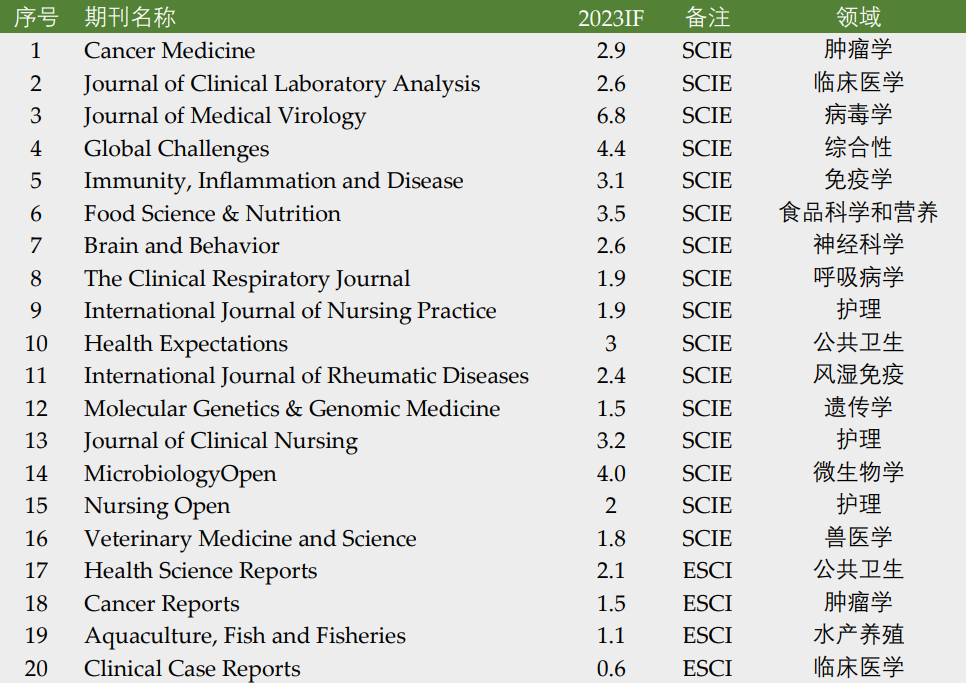 序号 期刊名称 2023IF 备注 领域
1 Cancer Medicine 2.9 SCIE 肿瘤学
2 Journal of Clinical Laboratory Analysis 2.6 SCIE 临床医学
3 Journal of Medical Virology 6.8 SCIE 病毒学
4 Global Challenges 4.4 SCIE 综合性
5 Immunity, Inflammation and Disease 3.1 SCIE 免疫学
6 Food Science & Nutrition 3.5 SCIE 食品科学和营养
7 Brain and Behavior 2.6 SCIE 神经科学
8 The Clinical Respiratory Journal 1.9 SCIE 呼吸病学
9 International Journal of Nursing Practice 1.9 SCIE 护理
10 Health Expectations 3 SCIE 公共卫生
11 International Journal of Rheumatic Diseases 2.4 SCIE 风湿免疫
12 Molecular Genetics & Genomic Medicine 1.5 SCIE 遗传学
13 Journal of Clinical Nursing 3.2 SCIE 护理
14 MicrobiologyOpen 4.0 SCIE 微生物学
15 Nursing Open 2 SCIE 护理
16 Veterinary Medicine and Science 1.8 SCIE 兽医学
17 Health Science Reports 2.1 ESCI 公共卫生
18 Cancer Reports 1.5 ESCI 肿瘤学
19 Aquaculture, Fish and Fisheries 1.1 ESCI 水产养殖
20 Clinical Case Reports 0.6 ESCI 临床医学